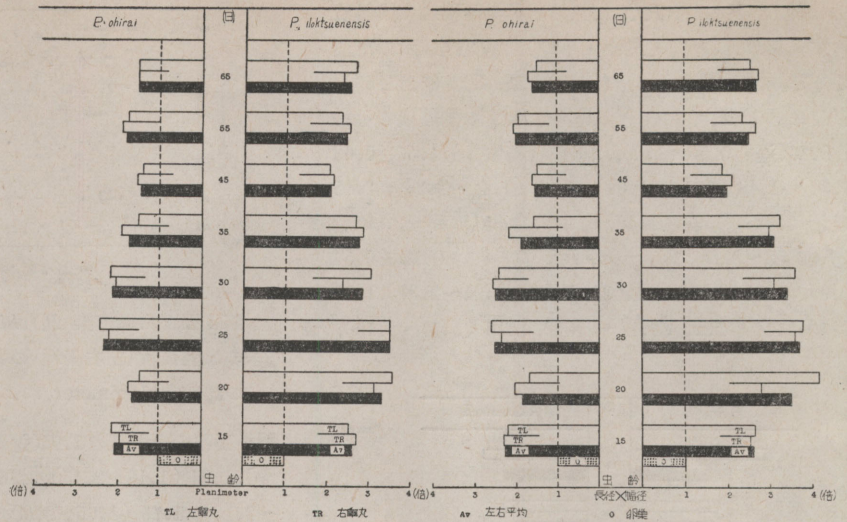 P. ohirai (日) P. iloktsuenensis P. ohirai (日) P. iloktsuenensis
65 65
55 55
45 45
35 35
30 30
25 25
20 20
TL TL TL TL
TR 15 TR TR 15 TR
Av Av Av Av
O O O O
虫齢 虫齢
(倍) 4 3 2 1 Planimeter 1 2 3 4 (倍) 4 3 2 1 長径×幅径 1 2 3 4 (倍)
TL 左睾丸 TR 右睾丸 Av 左右平均 O 卵巣